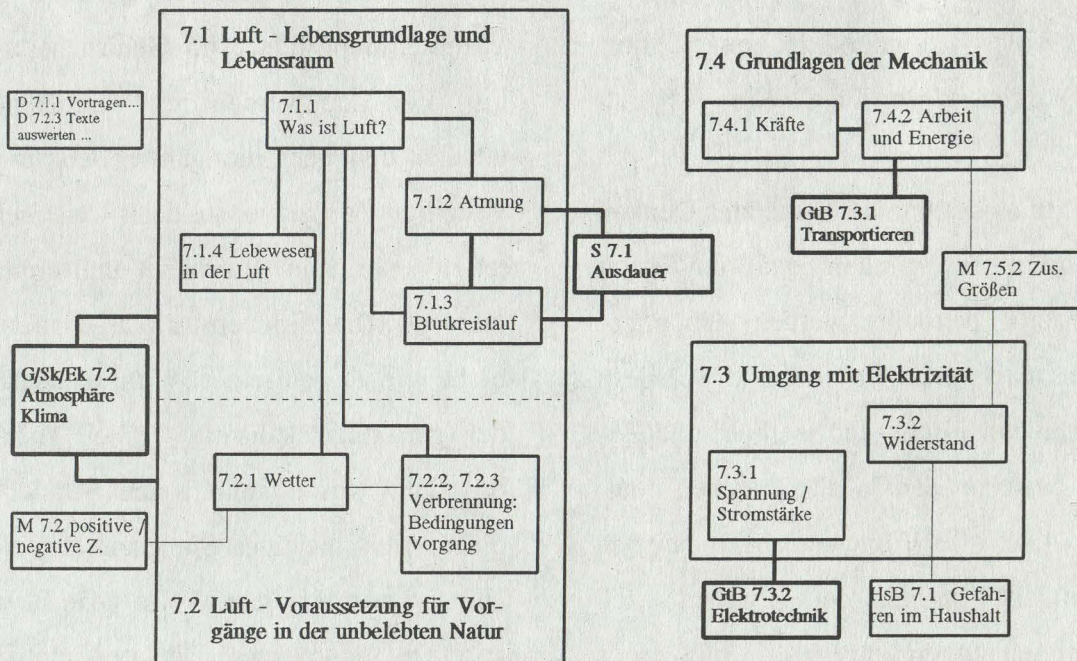 7.1 Luft - Lebensgrundlage und
Lebensraum
D 7.1.1 Vortragen...
D 7.2.3 Texte
auswerten ...
7.1.1
Was ist Luft?
7.1.2 Atmung
7.1.4 Lebewesen
in der Luft
7.1.3
Blutkreislauf
S 7.1
Ausdauer
G/Sk/Ek 7.2
Atmosphäre
Klima
7.2.1 Wetter
7.2.2, 7.2.3
Verbrennung:
Bedingungen
Vorgang
M 7.2 positive /
negative Z.
7.2 Luft - Voraussetzung für Vor-
gänge in der unbelebten Natur
7.4 Grundlagen der Mechanik
7.4.1 Kräfte
7.4.2 Arbeit
und Energie
GtB 7.3.1
Transportieren
M 7.5.2 Zus.
Größen
7.3 Umgang mit Elektrizität
7.3.2
Widerstand
7.3.1
Spannung /
Stromstärke
GtB 7.3.2
Elektrotechnik
HsB 7.1 Gefah-
ren im Haushalt